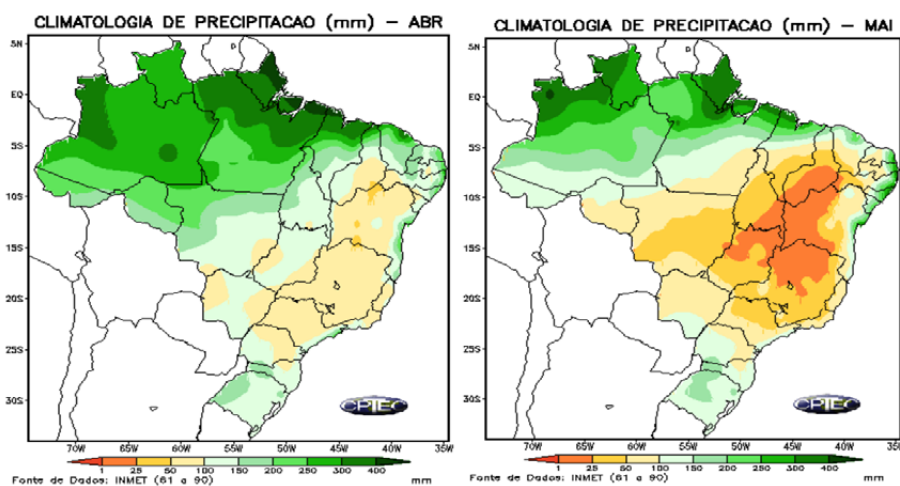 CLIMATOLOGIA DE PRECIPITACAO (mm) – ABR
5N
EQ
5S
10S
15S
20S
25S
30S
70W 65W 60W 55W 50W 45W 40W 35W
CPTEC
1 25 50 100 150 200 250 300 400
Fonte de Dados: INMET (61 a 90) mm
CLIMATOLOGIA DE PRECIPITACAO (mm) – MAI
5N
EQ
5S
10S
15S
20S
25S
30S
70W 65W 60W 55W 50W 45W 40W 35W
CPTEC
1 25 50 100 150 200 250 300 400
Fonte de Dados: INMET (61 a 90) mm